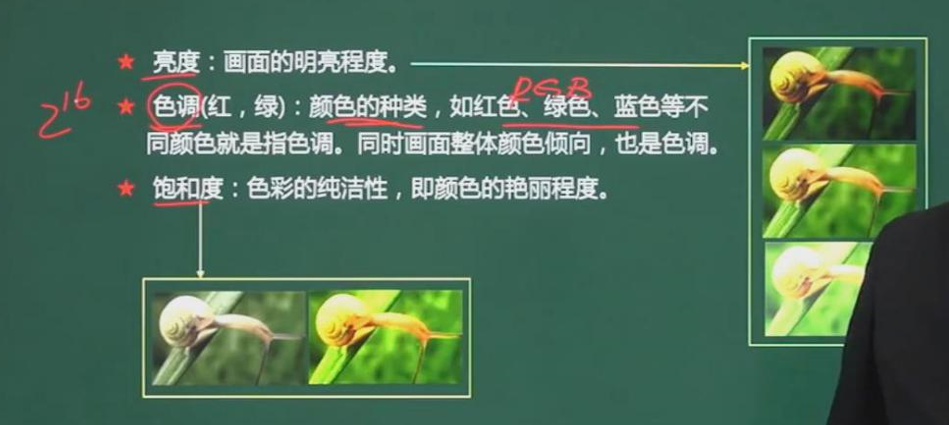 ★ 亮度：画面的明亮程度。
RGB
2^16
★ 色调(红，绿)：颜色的种类，如红色、绿色、蓝色等不
同颜色就是指色调。同时画面整体颜色倾向，也是色调。
★ 饱和度：色彩的纯洁性，即颜色的艳丽程度。